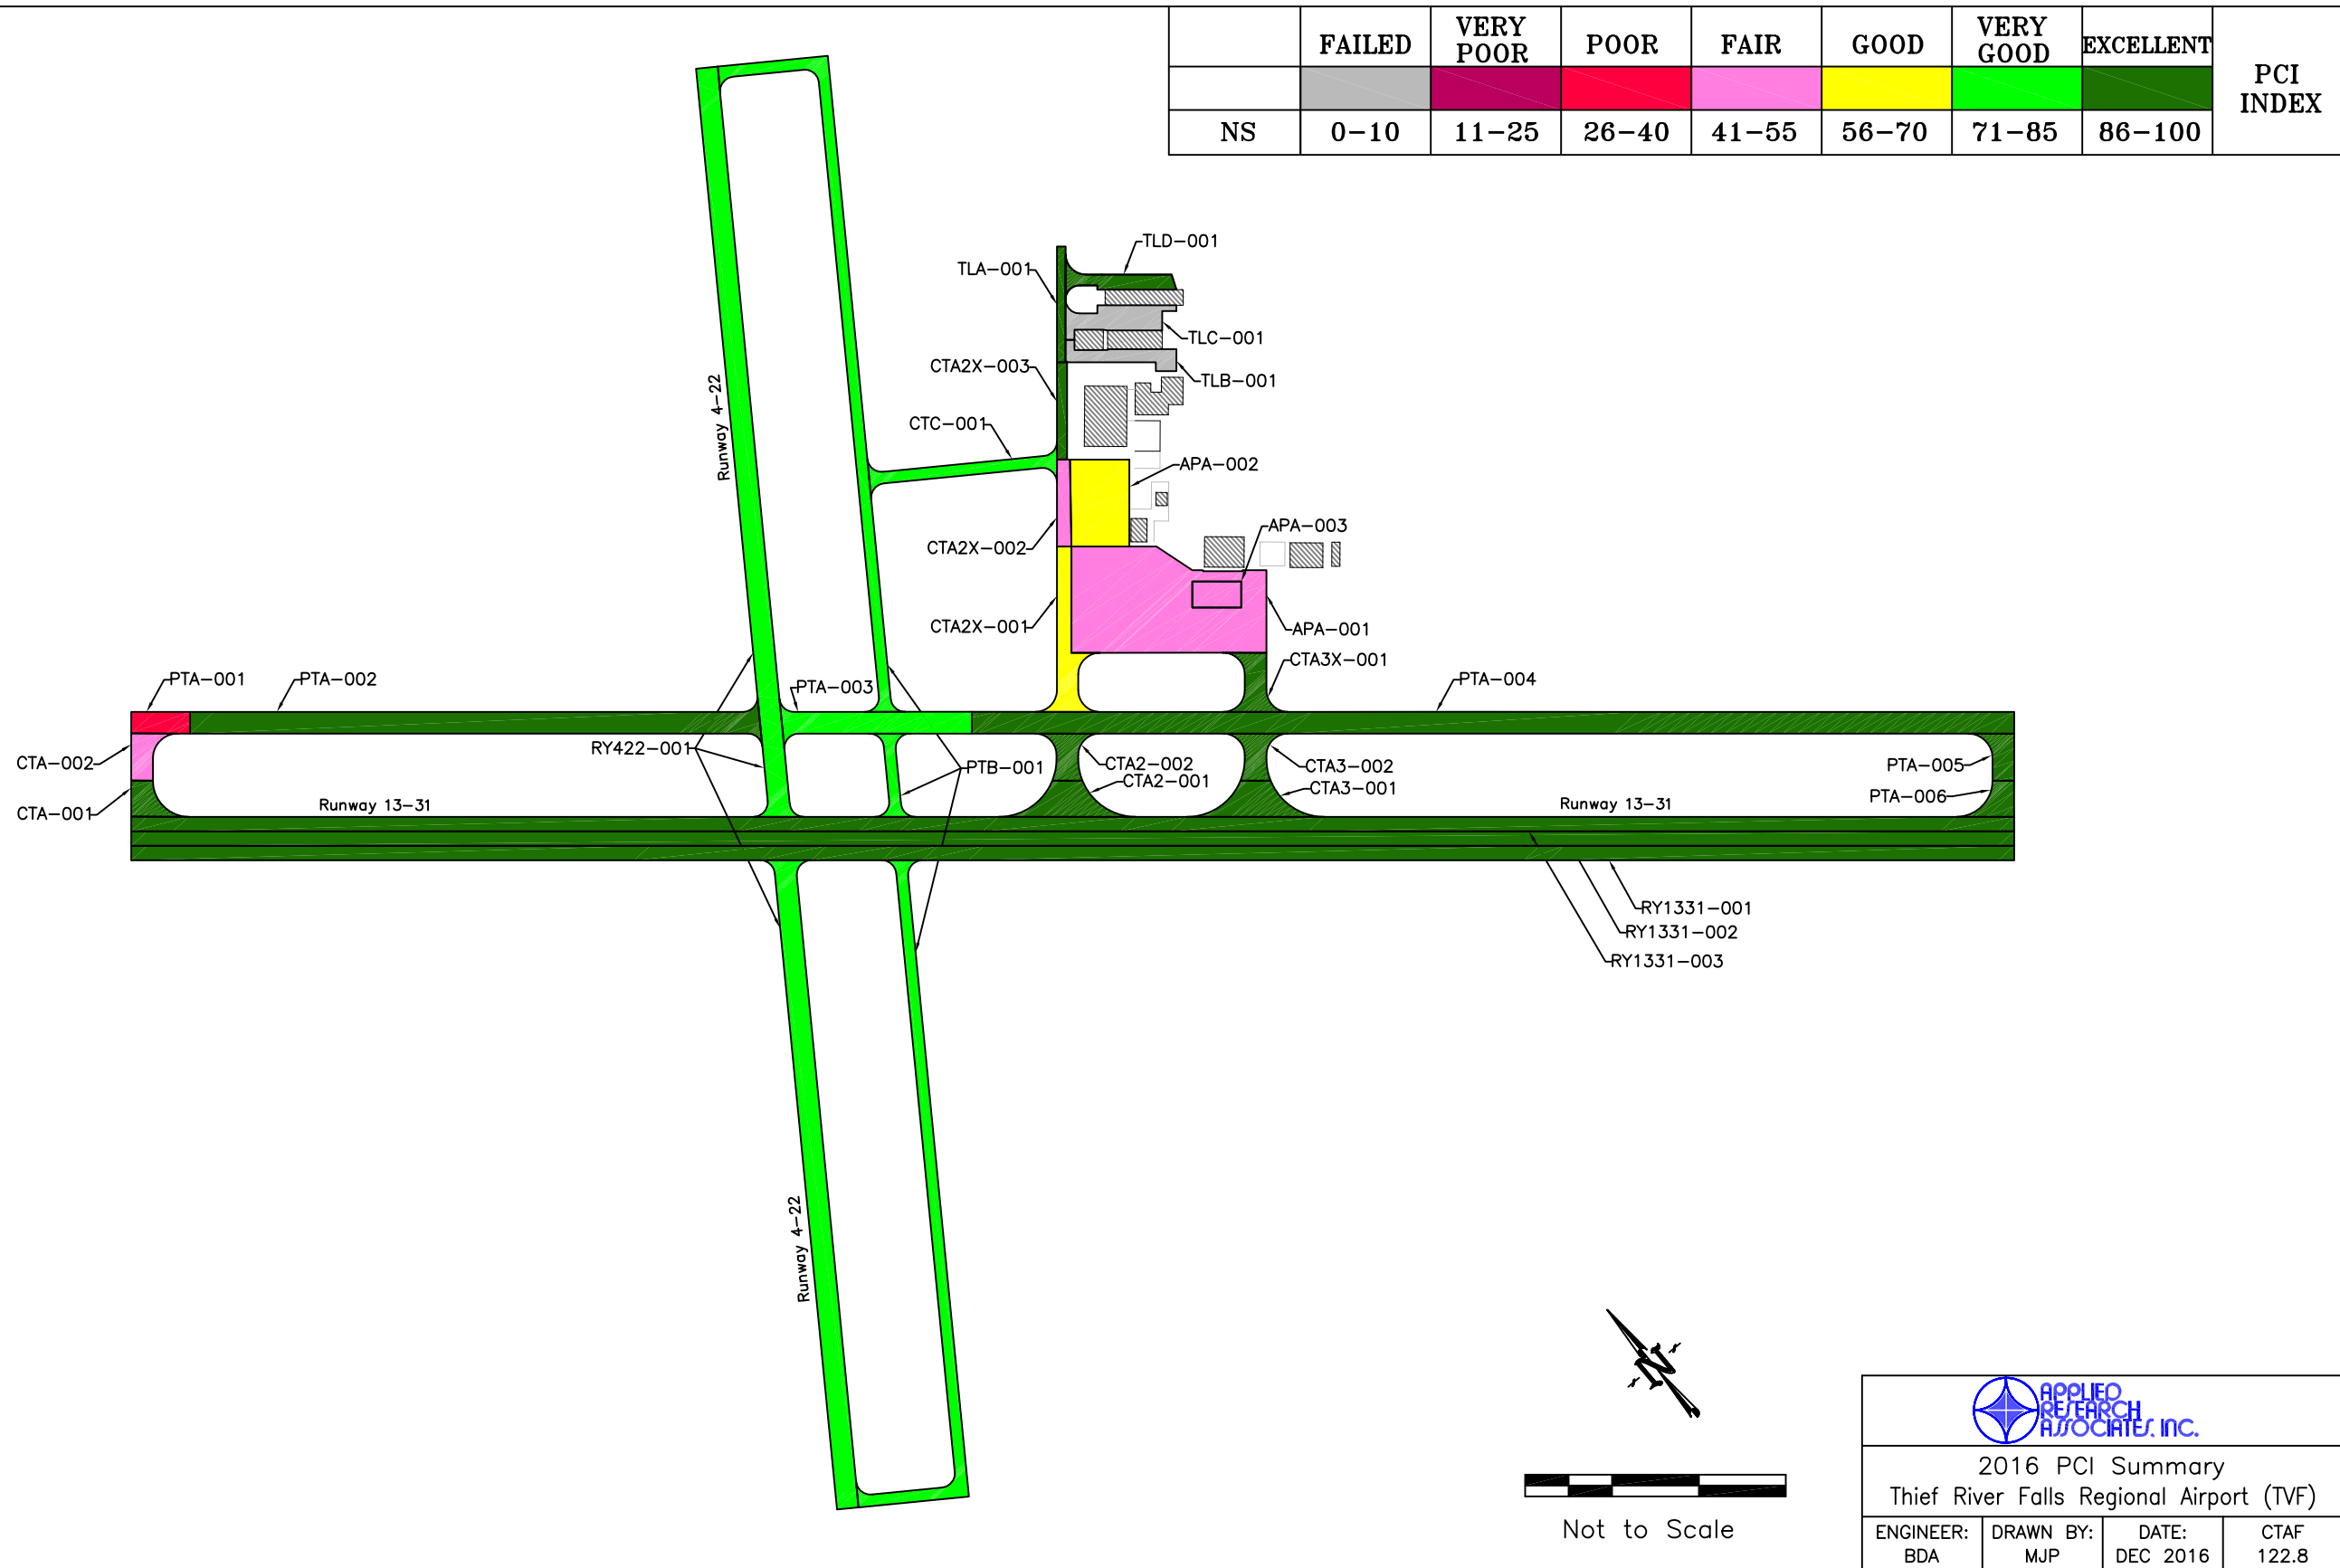 FAILED
VERY POOR
POOR
FAIR
GOOD
VERY GOOD
EXCELLENT
PCI INDEX
NS
0-10
11-25
26-40
41-55
56-70
71-85
86-100
TLD-001
TLA-001
TLC-001
CTA2X-003
TLB-001
Runway 4-22
CTC-001
APA-002
APA-003
CTA2X-002
CTA2X-001
APA-001
CTA3X-001
PTA-001
PTA-002
PTA-003
PTA-004
RY422-001
CTA-002
PTB-001
CTA2-002
CTA2-001
CTA3-002
CTA3-001
PTA-005
PTA-006
CTA-001
Runway 13-31
Runway 13-31
RY1331-001
RY1331-002
RY1331-003
Runway 4-22
N
Not to Scale
APPLIED
RESEARCH
ASSOCIATES, INC.
2016 PCI Summary
Thief River Falls Regional Airport (TVF)
ENGINEER:
BDA
DRAWN BY:
MJP
DATE:
DEC 2016
CTAF
122.8